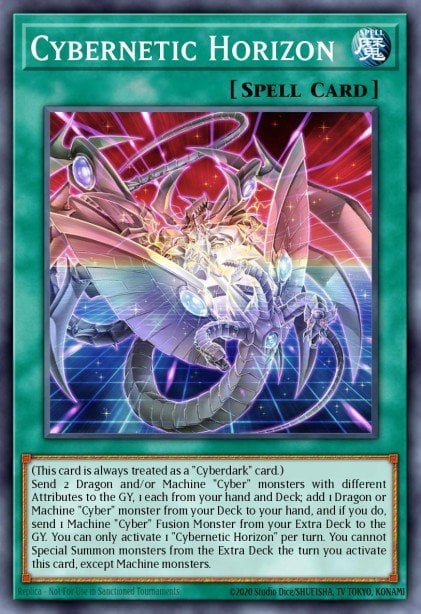 CYBERNETIC HORIZON
SPELL
魔
[SPELL CARD]
(This card is always treated as a "Cyberdark" card.)
Send 2 Dragon and/or Machine "Cyber" monsters with different
Attributes to the GY, 1 each from your hand and Deck; add 1 Dragon or
Machine "Cyber" monster from your Deck to your hand, and if you do,
send 1 Machine "Cyber" Fusion Monster from your Extra Deck to the
GY. You can only activate 1 "Cybernetic Horizon" per turn. You cannot
Special Summon monsters from the Extra Deck the turn you activate
this card, except Machine monsters.
Replica - Not For Use in Sanctioned Tournaments
©2020 Studio Dice/SHUEISHA, TV TOKYO, KONAMI